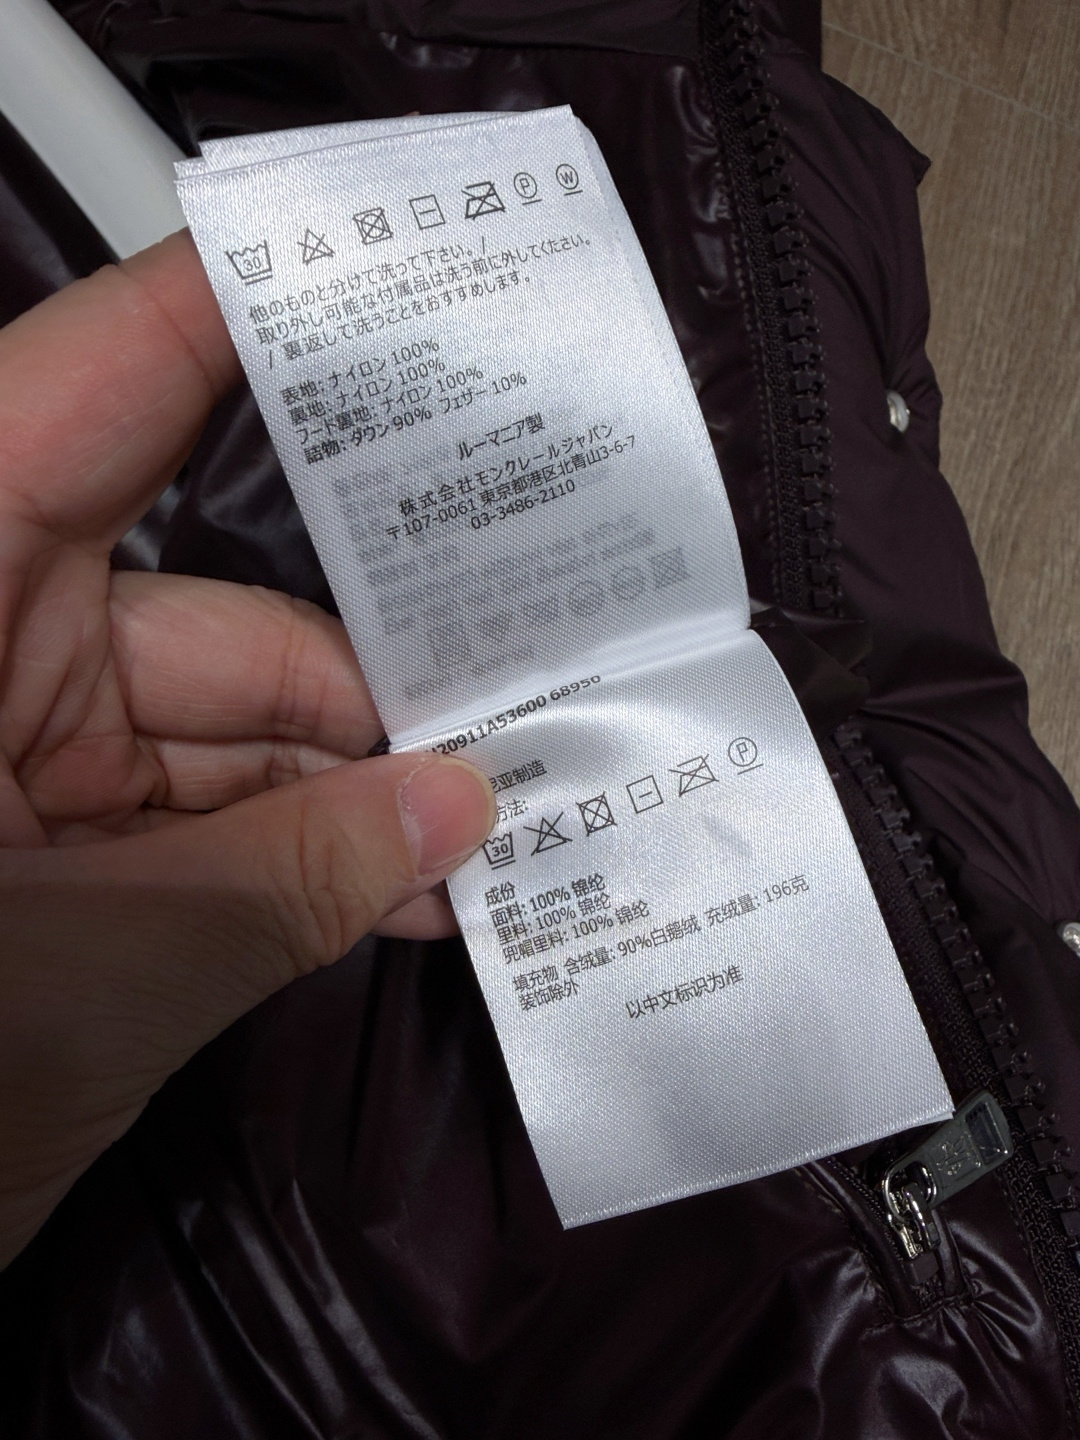 30
P
W
他のものと分けて洗って下さい。/
取り外し可能な付属品は洗う前に外してください。
/ 裏返して洗うことをおすすめします。
表地: ナイロン 100%
裏地: ナイロン 100%
フード裏地: ナイロン 100%
詰物: ダウン 90% フェザー 10%
ルーマニア製
株式会社モンクレールジャパン
〒107-0061 東京都港区北青山3-6-7
03-3486-2110
20911A53600 68950
亚制造
方法:
30
P
成份
面料: 100% 锦纶
里料: 100% 锦纶
兜帽里料: 100% 锦纶
填充物 含绒量: 90%白鹅绒 充绒量: 196克
装饰除外
以中文标识为准